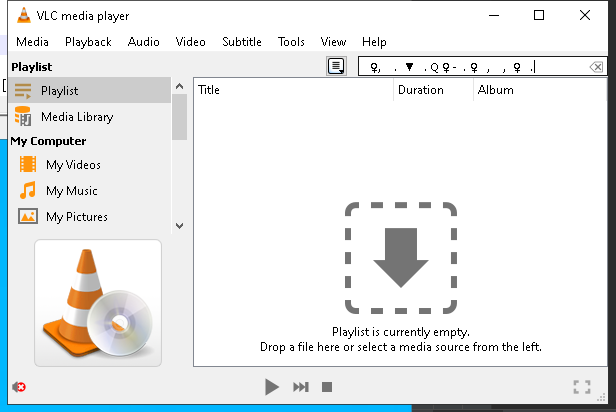 VLC media player
Media Playback Audio Video Subtitle Tools View Help
Playlist
♀, . ▼ .Q♀- .♀ , , ♀ .
Playlist
Media Library
My Computer
My Videos
My Music
My Pictures
Title Duration Album
Playlist is currently empty.
Drop a file here or select a media source from the left.